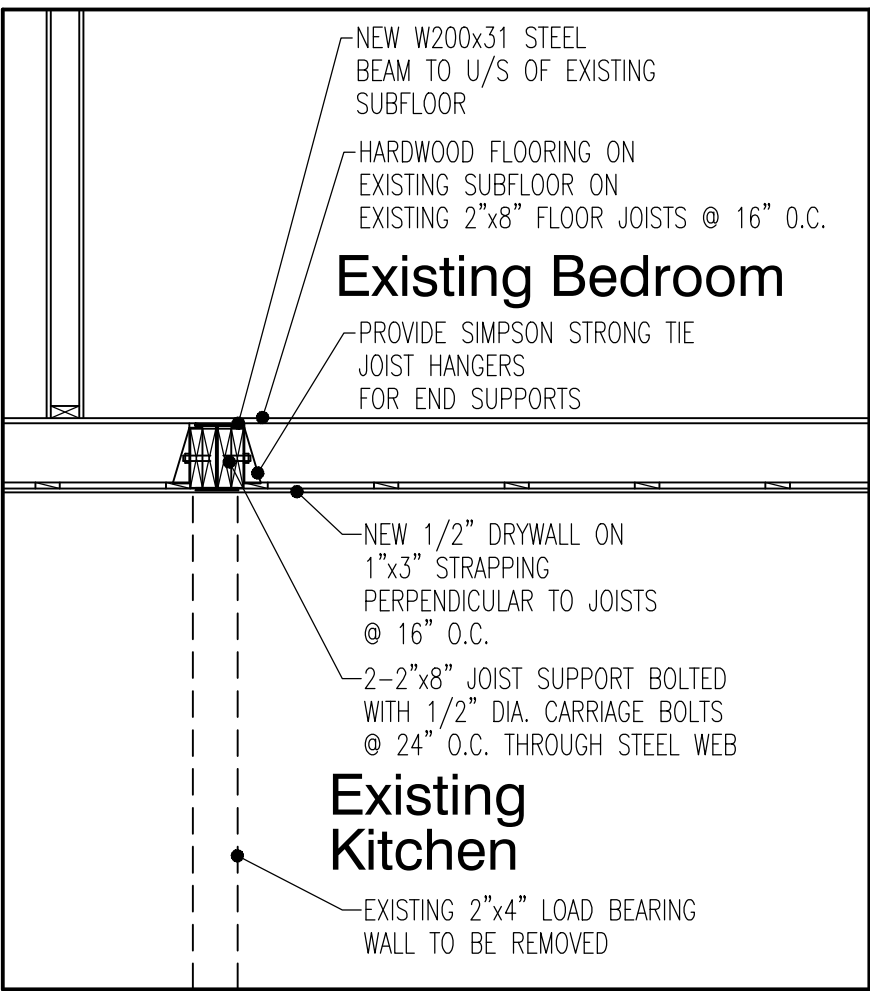 NEW W200x31 STEEL
BEAM TO U/S OF EXISTING
SUBFLOOR
HARDWOOD FLOORING ON
EXISTING SUBFLOOR ON
EXISTING 2"x8" FLOOR JOISTS @ 16" O.C.
Existing Bedroom
PROVIDE SIMPSON STRONG TIE
JOIST HANGERS
FOR END SUPPORTS
NEW 1/2" DRYWALL ON
1"x3" STRAPPING
PERPENDICULAR TO JOISTS
@ 16" O.C.
2-2"x8" JOIST SUPPORT BOLTED
WITH 1/2" DIA. CARRIAGE BOLTS
@ 24" O.C. THROUGH STEEL WEB
Existing
Kitchen
EXISTING 2"x4" LOAD BEARING
WALL TO BE REMOVED